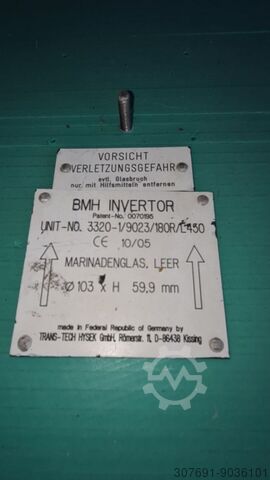 VORSICHT
VERLETZUNGSGEFAHR
evtl. Glasbruch
nur mit Hilfsmitteln entfernen
BMH INVERTOR
Patent-No. 0070195
UNIT-NO. 3320-1/9023/180R/L450
CE 10/05
MARINADENGLAS, LEER
Ø 103 x H 59,9 mm
made in Federal Republic of Germany by
TRANS-TECH HYSEK GmbH, Römerstr. 11, D-86438 Kissing
307691-9036101